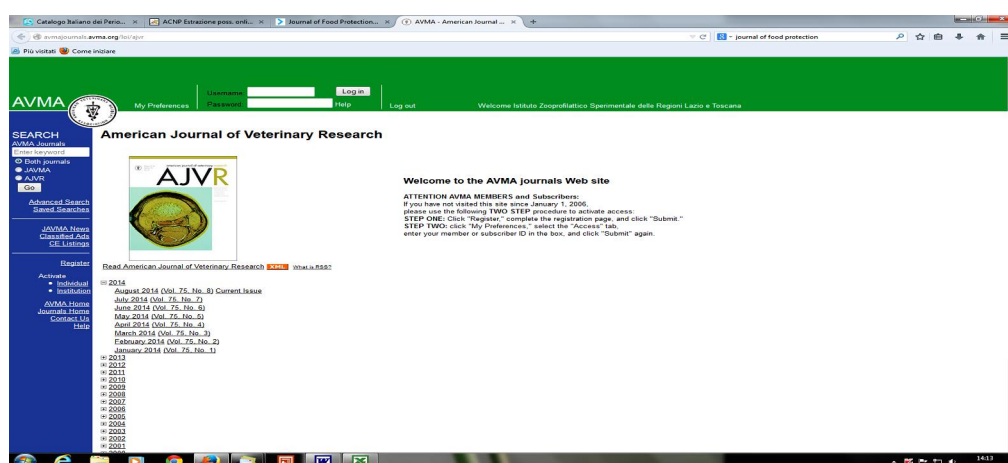 Catalogo Italiano dei Perio... ACNP Estrazione poss. onli... Journal of Food Protection... AVMA - American Journal ...
avmajournals.avma.org/loi/ajvr journal of food protection
Più visitati Come iniziare
Username Log in
AVMA My Preferences Password Help Log out Welcome Istituto Zooprofilattico Sperimentale delle Regioni Lazio e Toscana
SEARCH
AVMA Journals
Enter keyword
Both journals
JAVMA
AJVR
Go
Advanced Search
Saved Searches
JAVMA News
Classified Ads
CE Listings
Register
Activate
Individual
Institution
AVMA Home
Journals Home
Contact Us
Help
American Journal of Veterinary Research
AJVR
Welcome to the AVMA journals Web site
ATTENTION AVMA MEMBERS and Subscribers:
If you have not visited this site since January 1, 2006,
please use the following TWO STEP procedure to activate access:
STEP ONE: Click "Register," complete the registration page, and click "Submit."
STEP TWO: click "My Preferences," select the "Access" tab,
enter your member or subscriber ID in the box, and click "Submit" again.
Read American Journal of Veterinary Research XML What is RSS?
2014
August 2014 (Vol. 75, No. 8) Current Issue
July 2014 (Vol. 75, No. 7)
June 2014 (Vol. 75, No. 6)
May 2014 (Vol. 75, No. 5)
April 2014 (Vol. 75, No. 4)
March 2014 (Vol. 75, No. 3)
February 2014 (Vol. 75, No. 2)
January 2014 (Vol. 75, No. 1)
2013
2012
2011
2010
2009
2008
2007
2006
2005
2004
2003
2002
2001
14:13